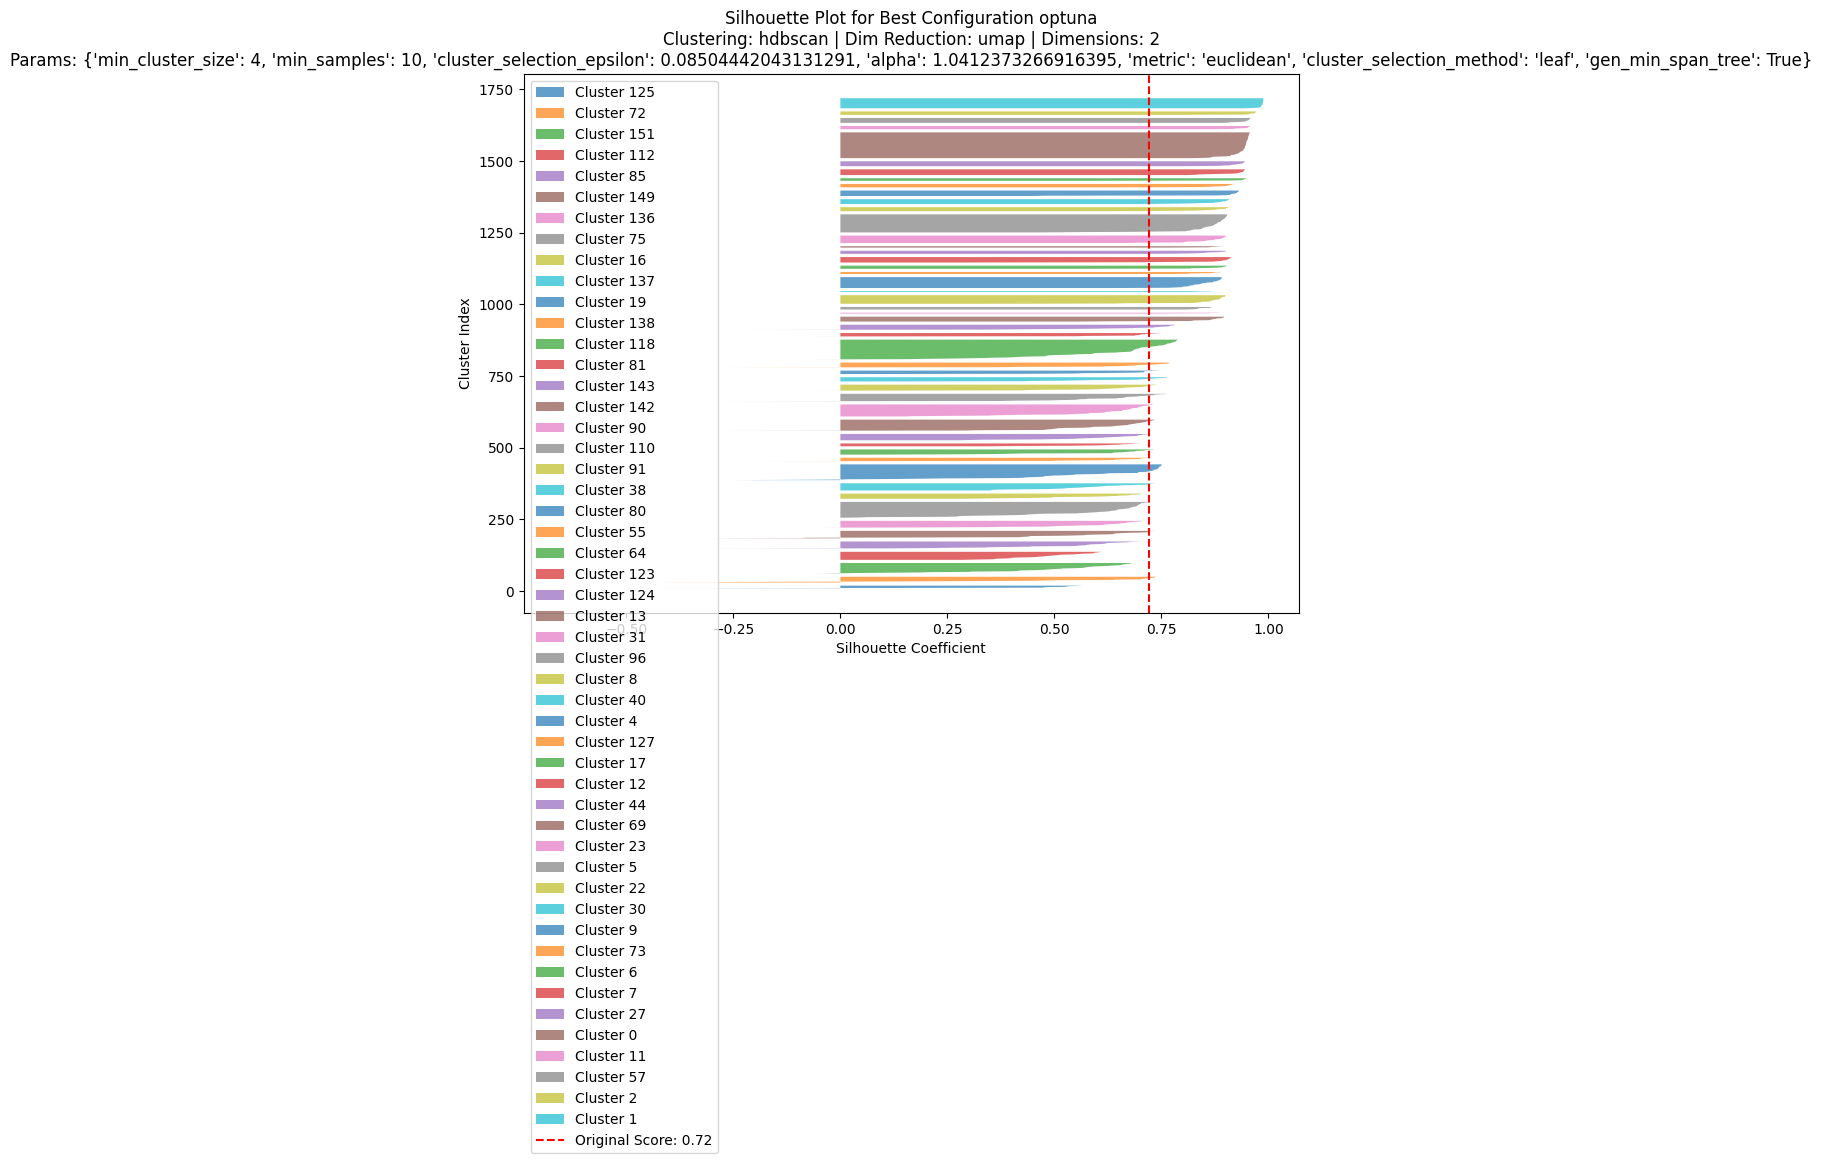 Silhouette Plot for Best Configuration optuna
Clustering: hdbscan | Dim Reduction: umap | Dimensions: 2
Params: {'min_cluster_size': 4, 'min_samples': 10, 'cluster_selection_epsilon': 0.08504442043131291, 'alpha': 1.0412373266916395, 'metric': 'euclidean', 'cluster_selection_method': 'leaf', 'gen_min_span_tree': True}
Cluster Index
1750
1500
1250
1000
750
500
250
0
Cluster 125
Cluster 72
Cluster 151
Cluster 112
Cluster 85
Cluster 149
Cluster 136
Cluster 75
Cluster 16
Cluster 137
Cluster 19
Cluster 138
Cluster 118
Cluster 81
Cluster 143
Cluster 142
Cluster 90
Cluster 110
Cluster 91
Cluster 38
Cluster 80
Cluster 55
Cluster 64
Cluster 123
Cluster 124
Cluster 13
Cluster 31
Cluster 96
Cluster 8
Cluster 40
Cluster 4
Cluster 127
Cluster 17
Cluster 12
Cluster 44
Cluster 69
Cluster 23
Cluster 5
Cluster 22
Cluster 30
Cluster 9
Cluster 73
Cluster 6
Cluster 7
Cluster 27
Cluster 0
Cluster 11
Cluster 57
Cluster 2
Cluster 1
Original Score: 0.72
−0.50 −0.25 0.00 0.25 0.50 0.75 1.00
Silhouette Coefficient